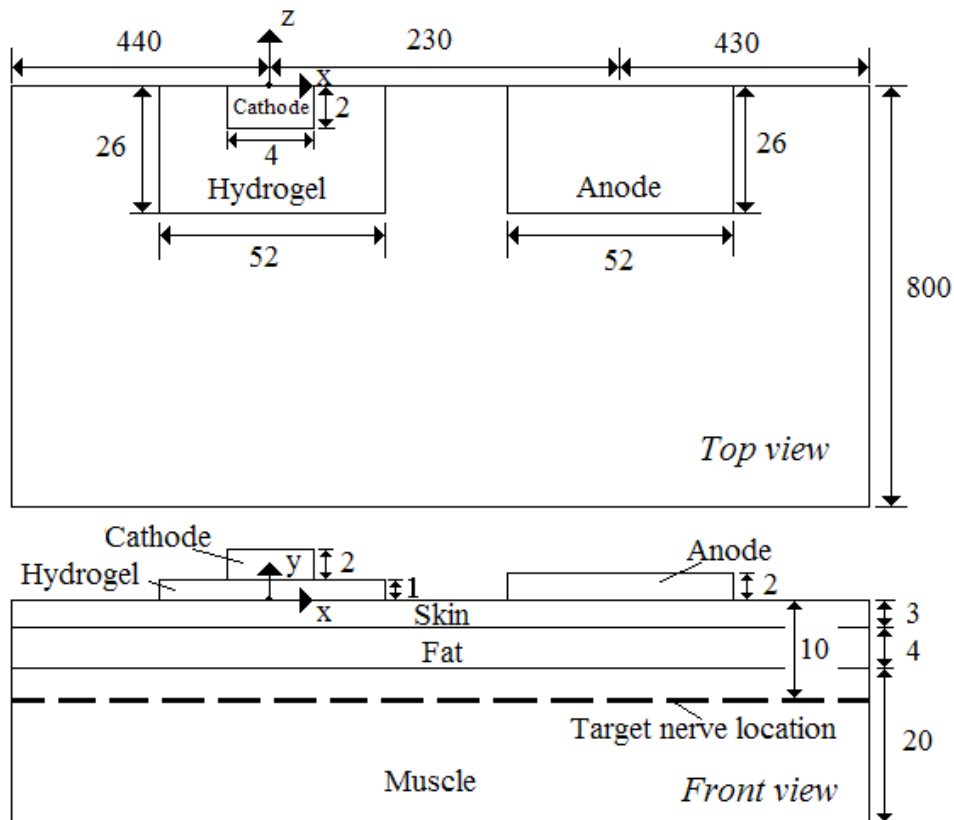 z
440
230
430
x
Cathode
2
26
4
26
Hydrogel
Anode
52
52
800
Top view
Cathode
y
2
Anode
Hydrogel
1
2
x
Skin
3
10
Fat
4
Target nerve location
20
Muscle
Front view